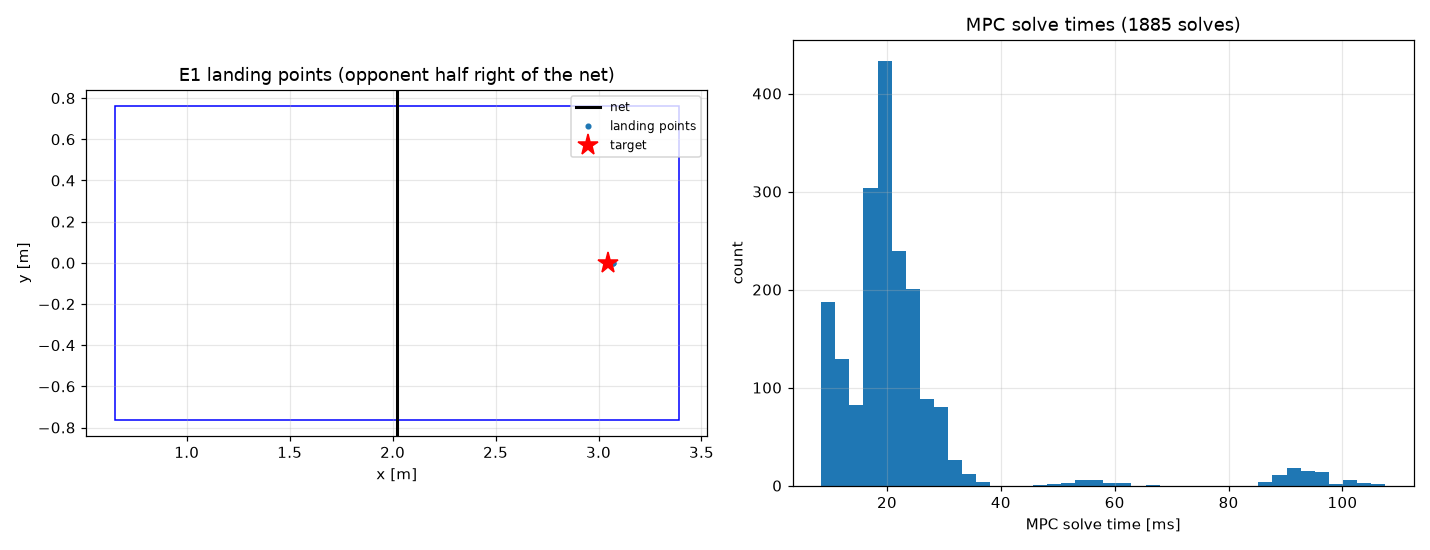 E1 landing points (opponent half right of the net)
net
landing points
target
0.8
0.6
0.4
0.2
0.0
−0.2
−0.4
−0.6
−0.8
y [m]
1.0 1.5 2.0 2.5 3.0 3.5
x [m]
MPC solve times (1885 solves)
400
300
200
100
0
count
20 40 60 80 100
MPC solve time [ms]